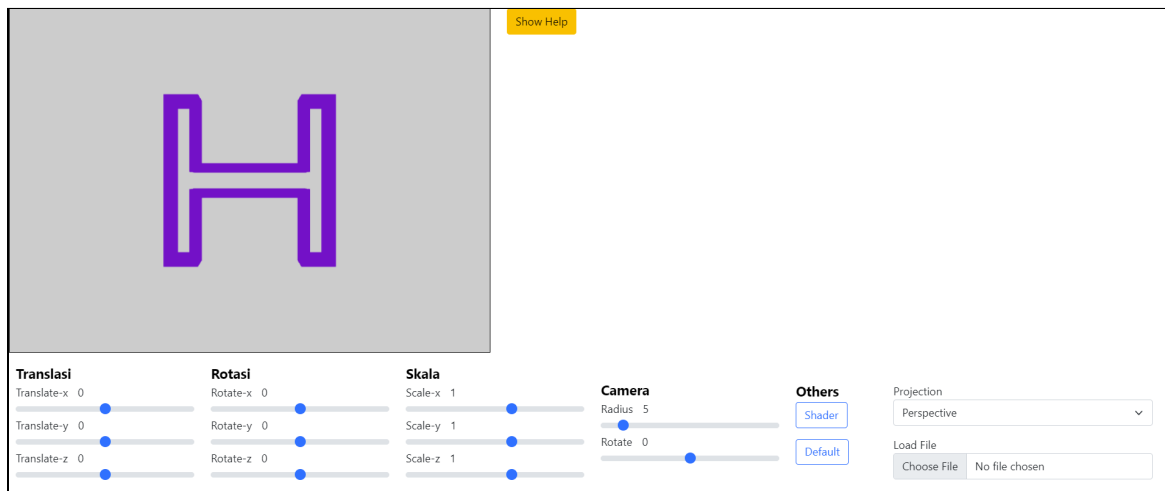 Show Help
Translasi
Translate-x 0
Translate-y 0
Translate-z 0
Rotasi
Rotate-x 0
Rotate-y 0
Rotate-z 0
Skala
Scale-x 1
Scale-y 1
Scale-z 1
Camera
Radius 5
Rotate 0
Others
Shader
Default
Projection
Perspective
Load File
Choose File No file chosen